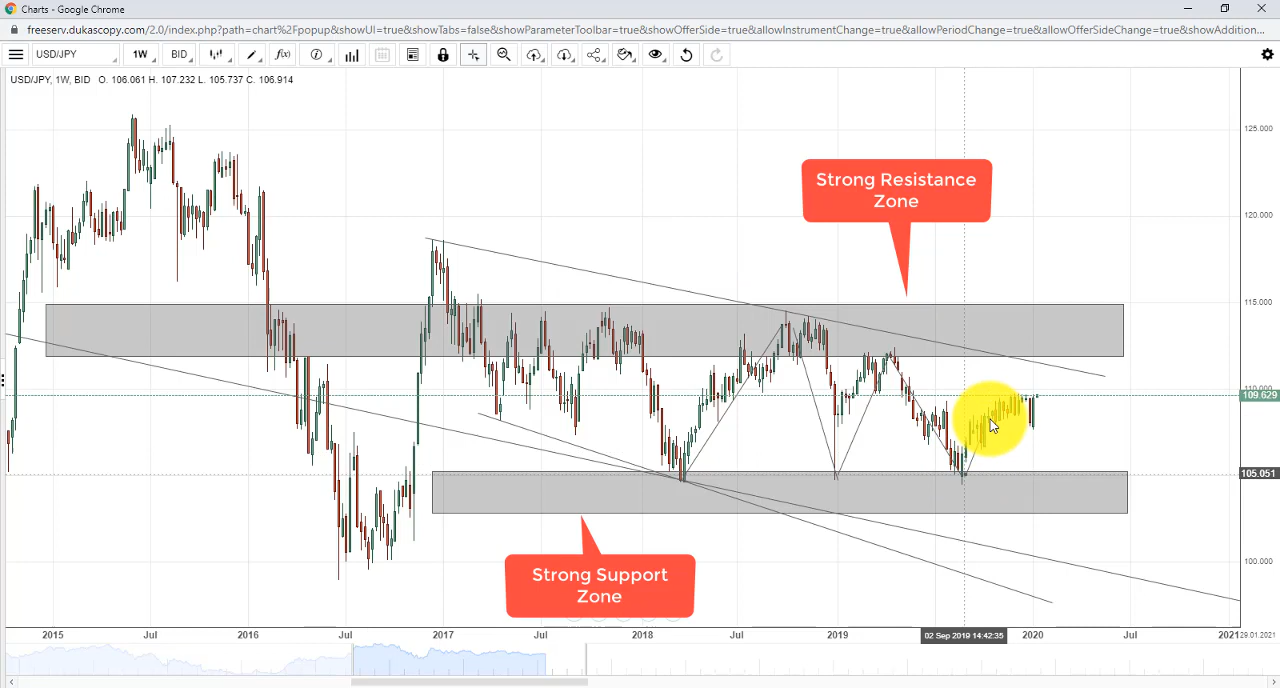 Charts - Google Chrome
freeserv.dukascopy.com/2.0/index.php?path=chart%2Fpopup&showUI=true&showTabs=false&showParameterToolbar=true&showOfferSide=true&allowInstrumentChange=true&allowPeriodChange=true&allowOfferSideChange=true&showAddition...
USD/JPY 1W BID f(x)
USD/JPY, 1W, BID O. 106.061 H. 107.232 L. 105.737 C. 106.914
125.000
Strong Resistance
Zone
120.000
115.000
110.000
109.629
105.051
Strong Support
Zone
100.000
2015 Jul 2016 Jul 2017 Jul 2018 Jul 2019 02 Sep 2019 14:42:35 2020 Jul 2021 29.01.2021